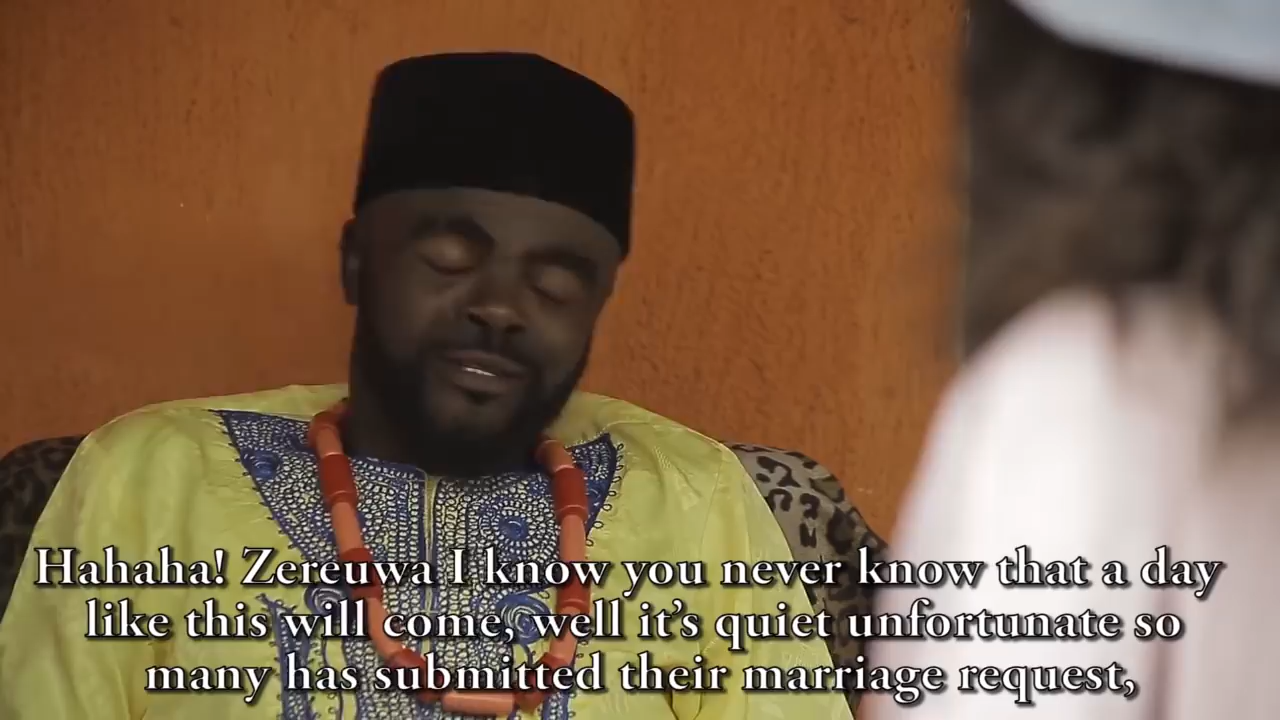 Hahaha! Zereuwa I know you never know that a day
like this will come, well it's quiet unfortunate so
many has submitted their marriage request,